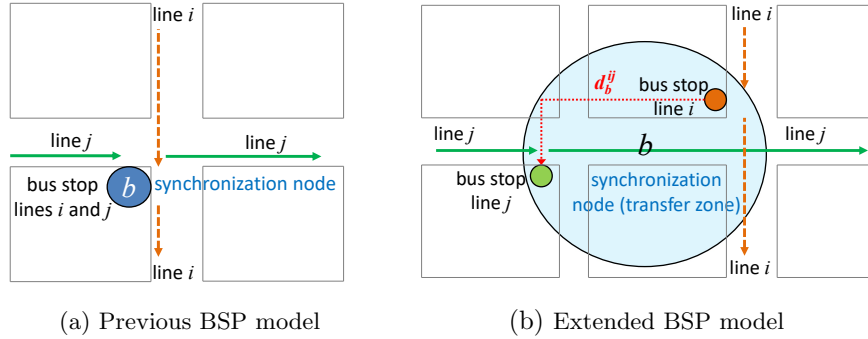 line i
line j
line j
b
synchronization node
bus stop
lines i and j
line i
(a) Previous BSP model
line i
d_b^{ij}
bus stop
line i
line j
line j
b
bus stop
line j
synchronization
node (transfer zone)
line i
(b) Extended BSP model